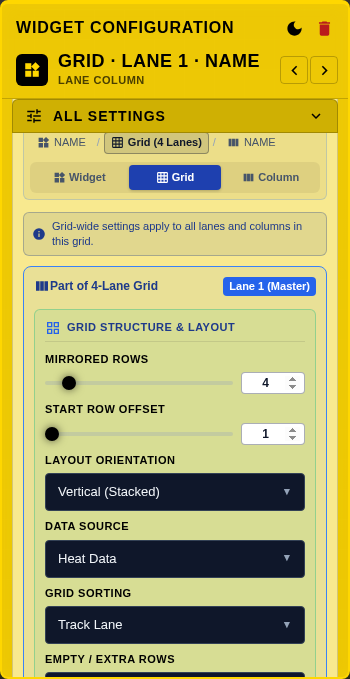 WIDGET CONFIGURATION
GRID · LANE 1 · NAME
LANE COLUMN
ALL SETTINGS
NAME / Grid (4 Lanes) / NAME
Widget Grid Column
Grid-wide settings apply to all lanes and columns in
this grid.
Part of 4-Lane Grid Lane 1 (Master)
GRID STRUCTURE & LAYOUT
MIRRORED ROWS
4
START ROW OFFSET
1
LAYOUT ORIENTATION
Vertical (Stacked)
DATA SOURCE
Heat Data
GRID SORTING
Track Lane
EMPTY / EXTRA ROWS